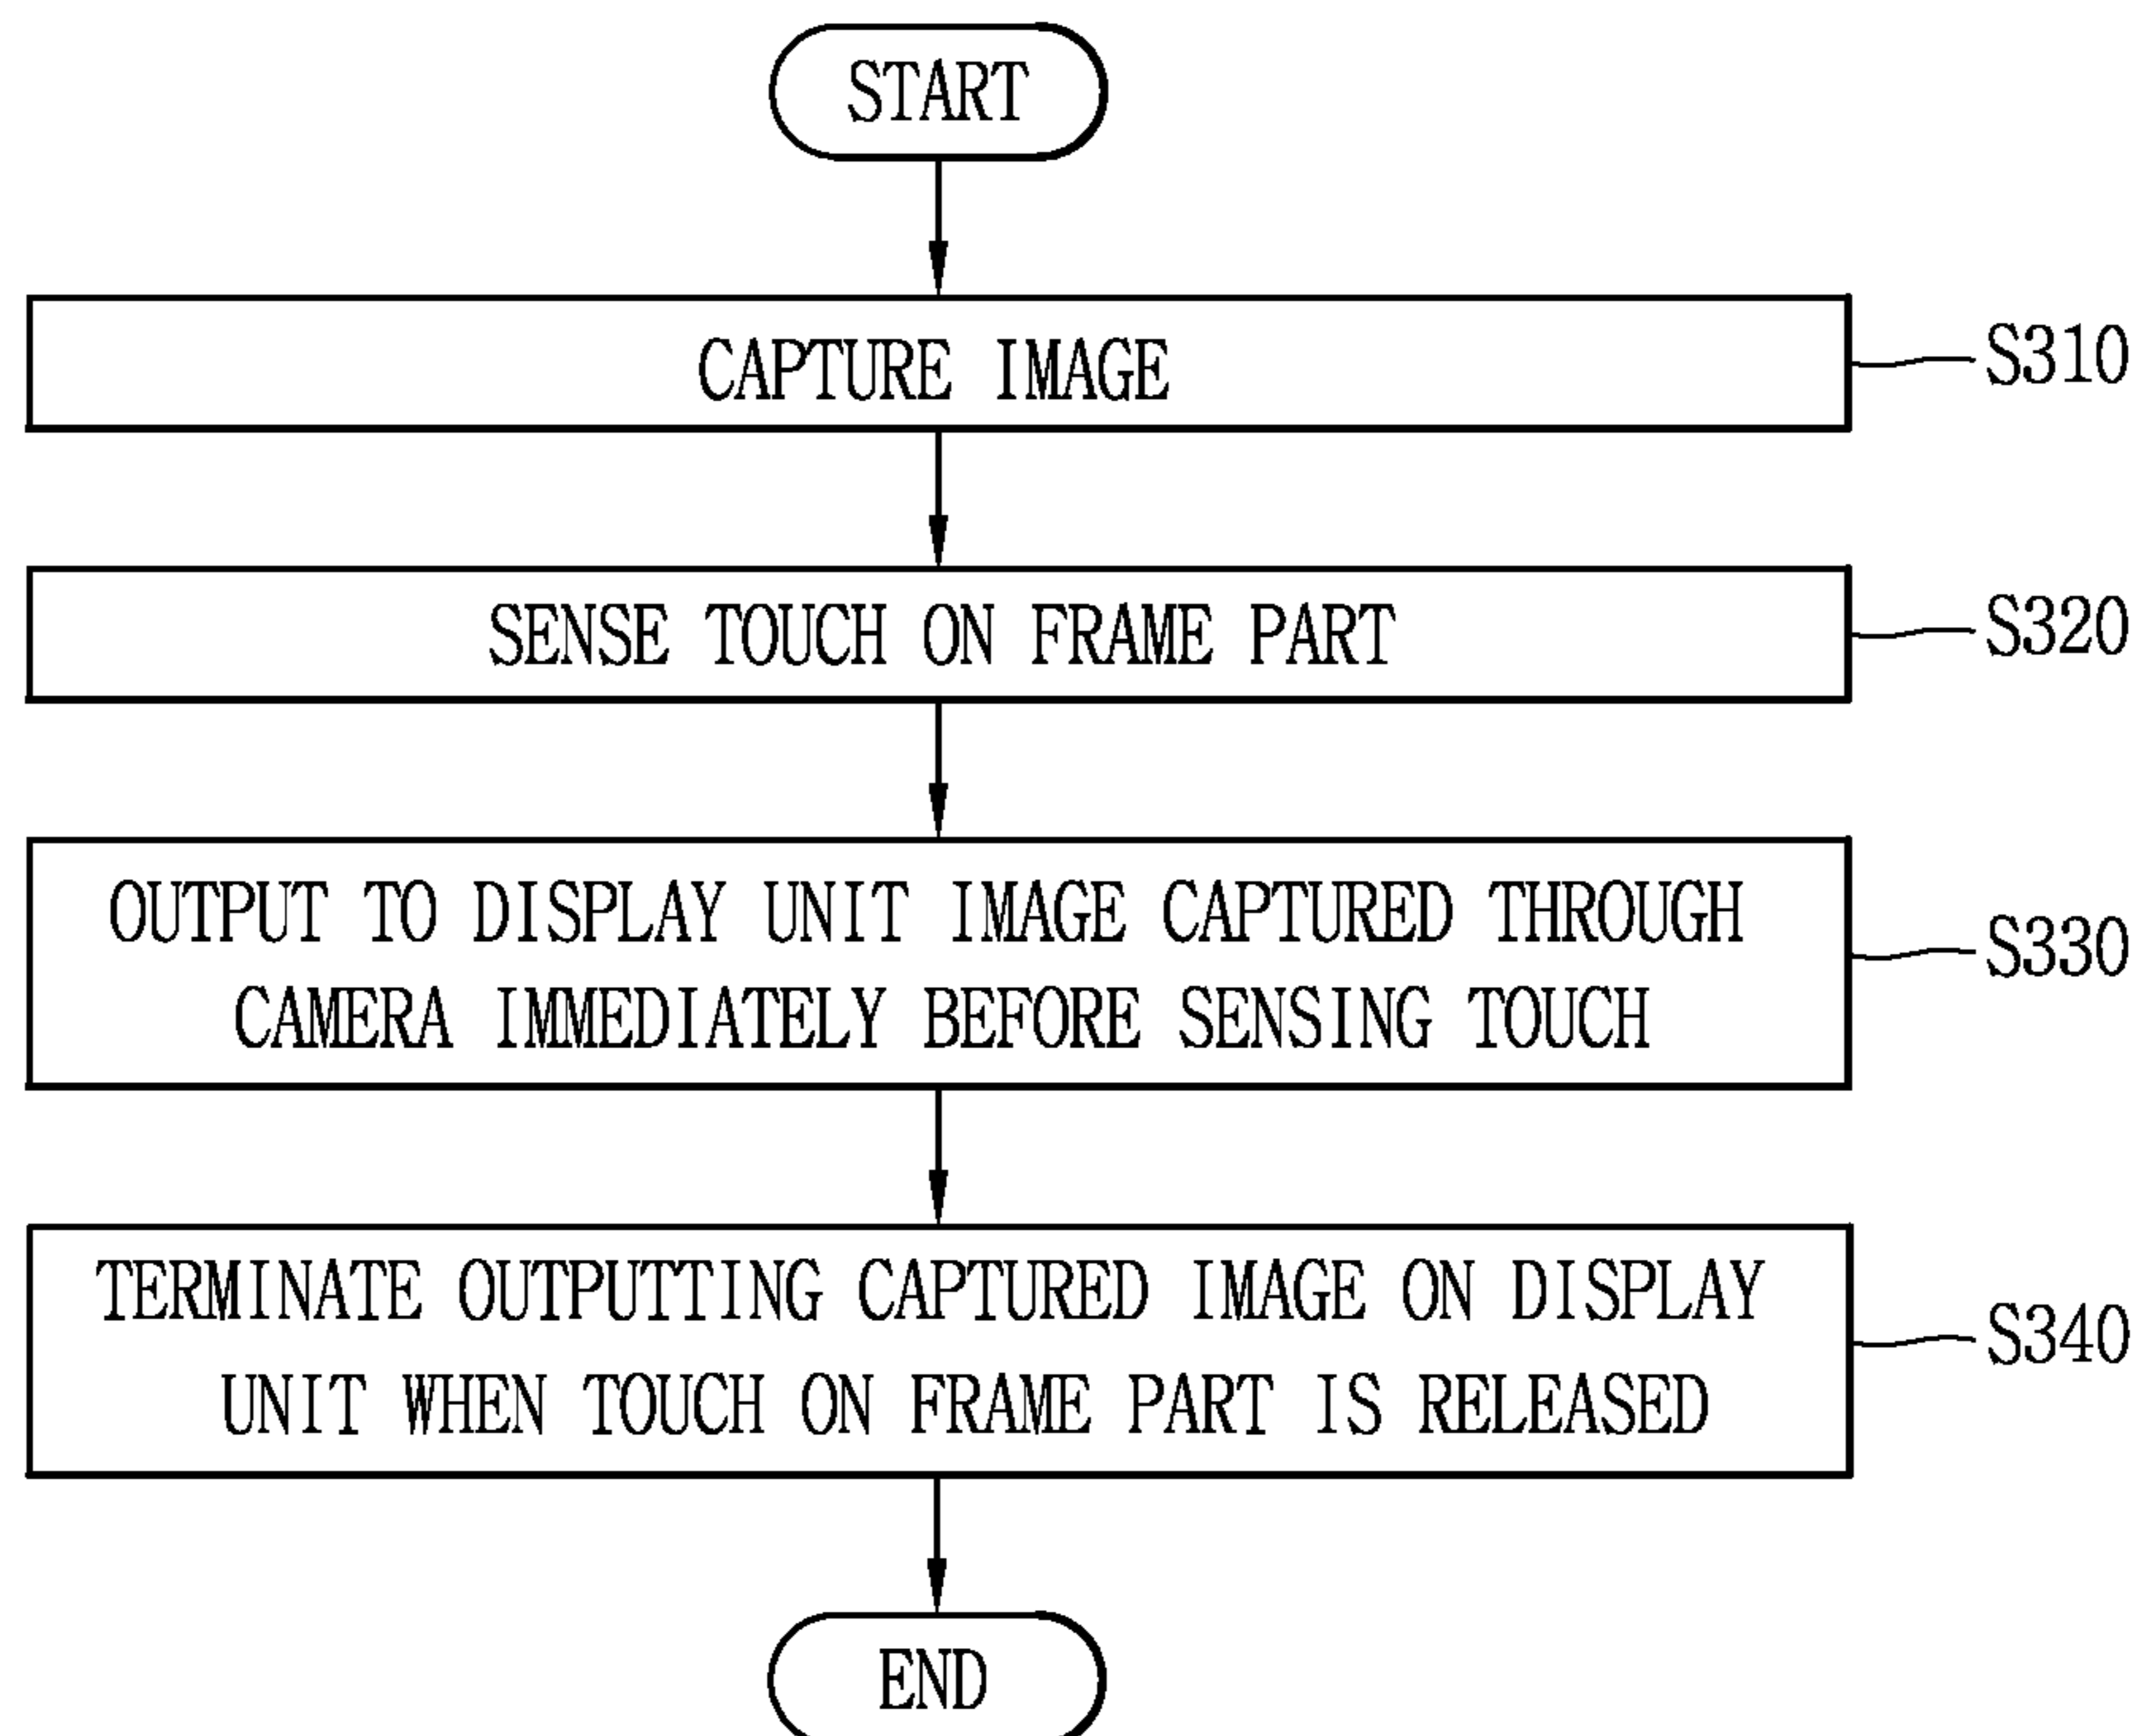 START
CAPTURE IMAGE
S310
SENSE TOUCH ON FRAME PART
S320
OUTPUT TO DISPLAY UNIT IMAGE CAPTURED THROUGH
CAMERA IMMEDIATELY BEFORE SENSING TOUCH
S330
TERMINATE OUTPUTTING CAPTURED IMAGE ON DISPLAY
UNIT WHEN TOUCH ON FRAME PART IS RELEASED
S340
END